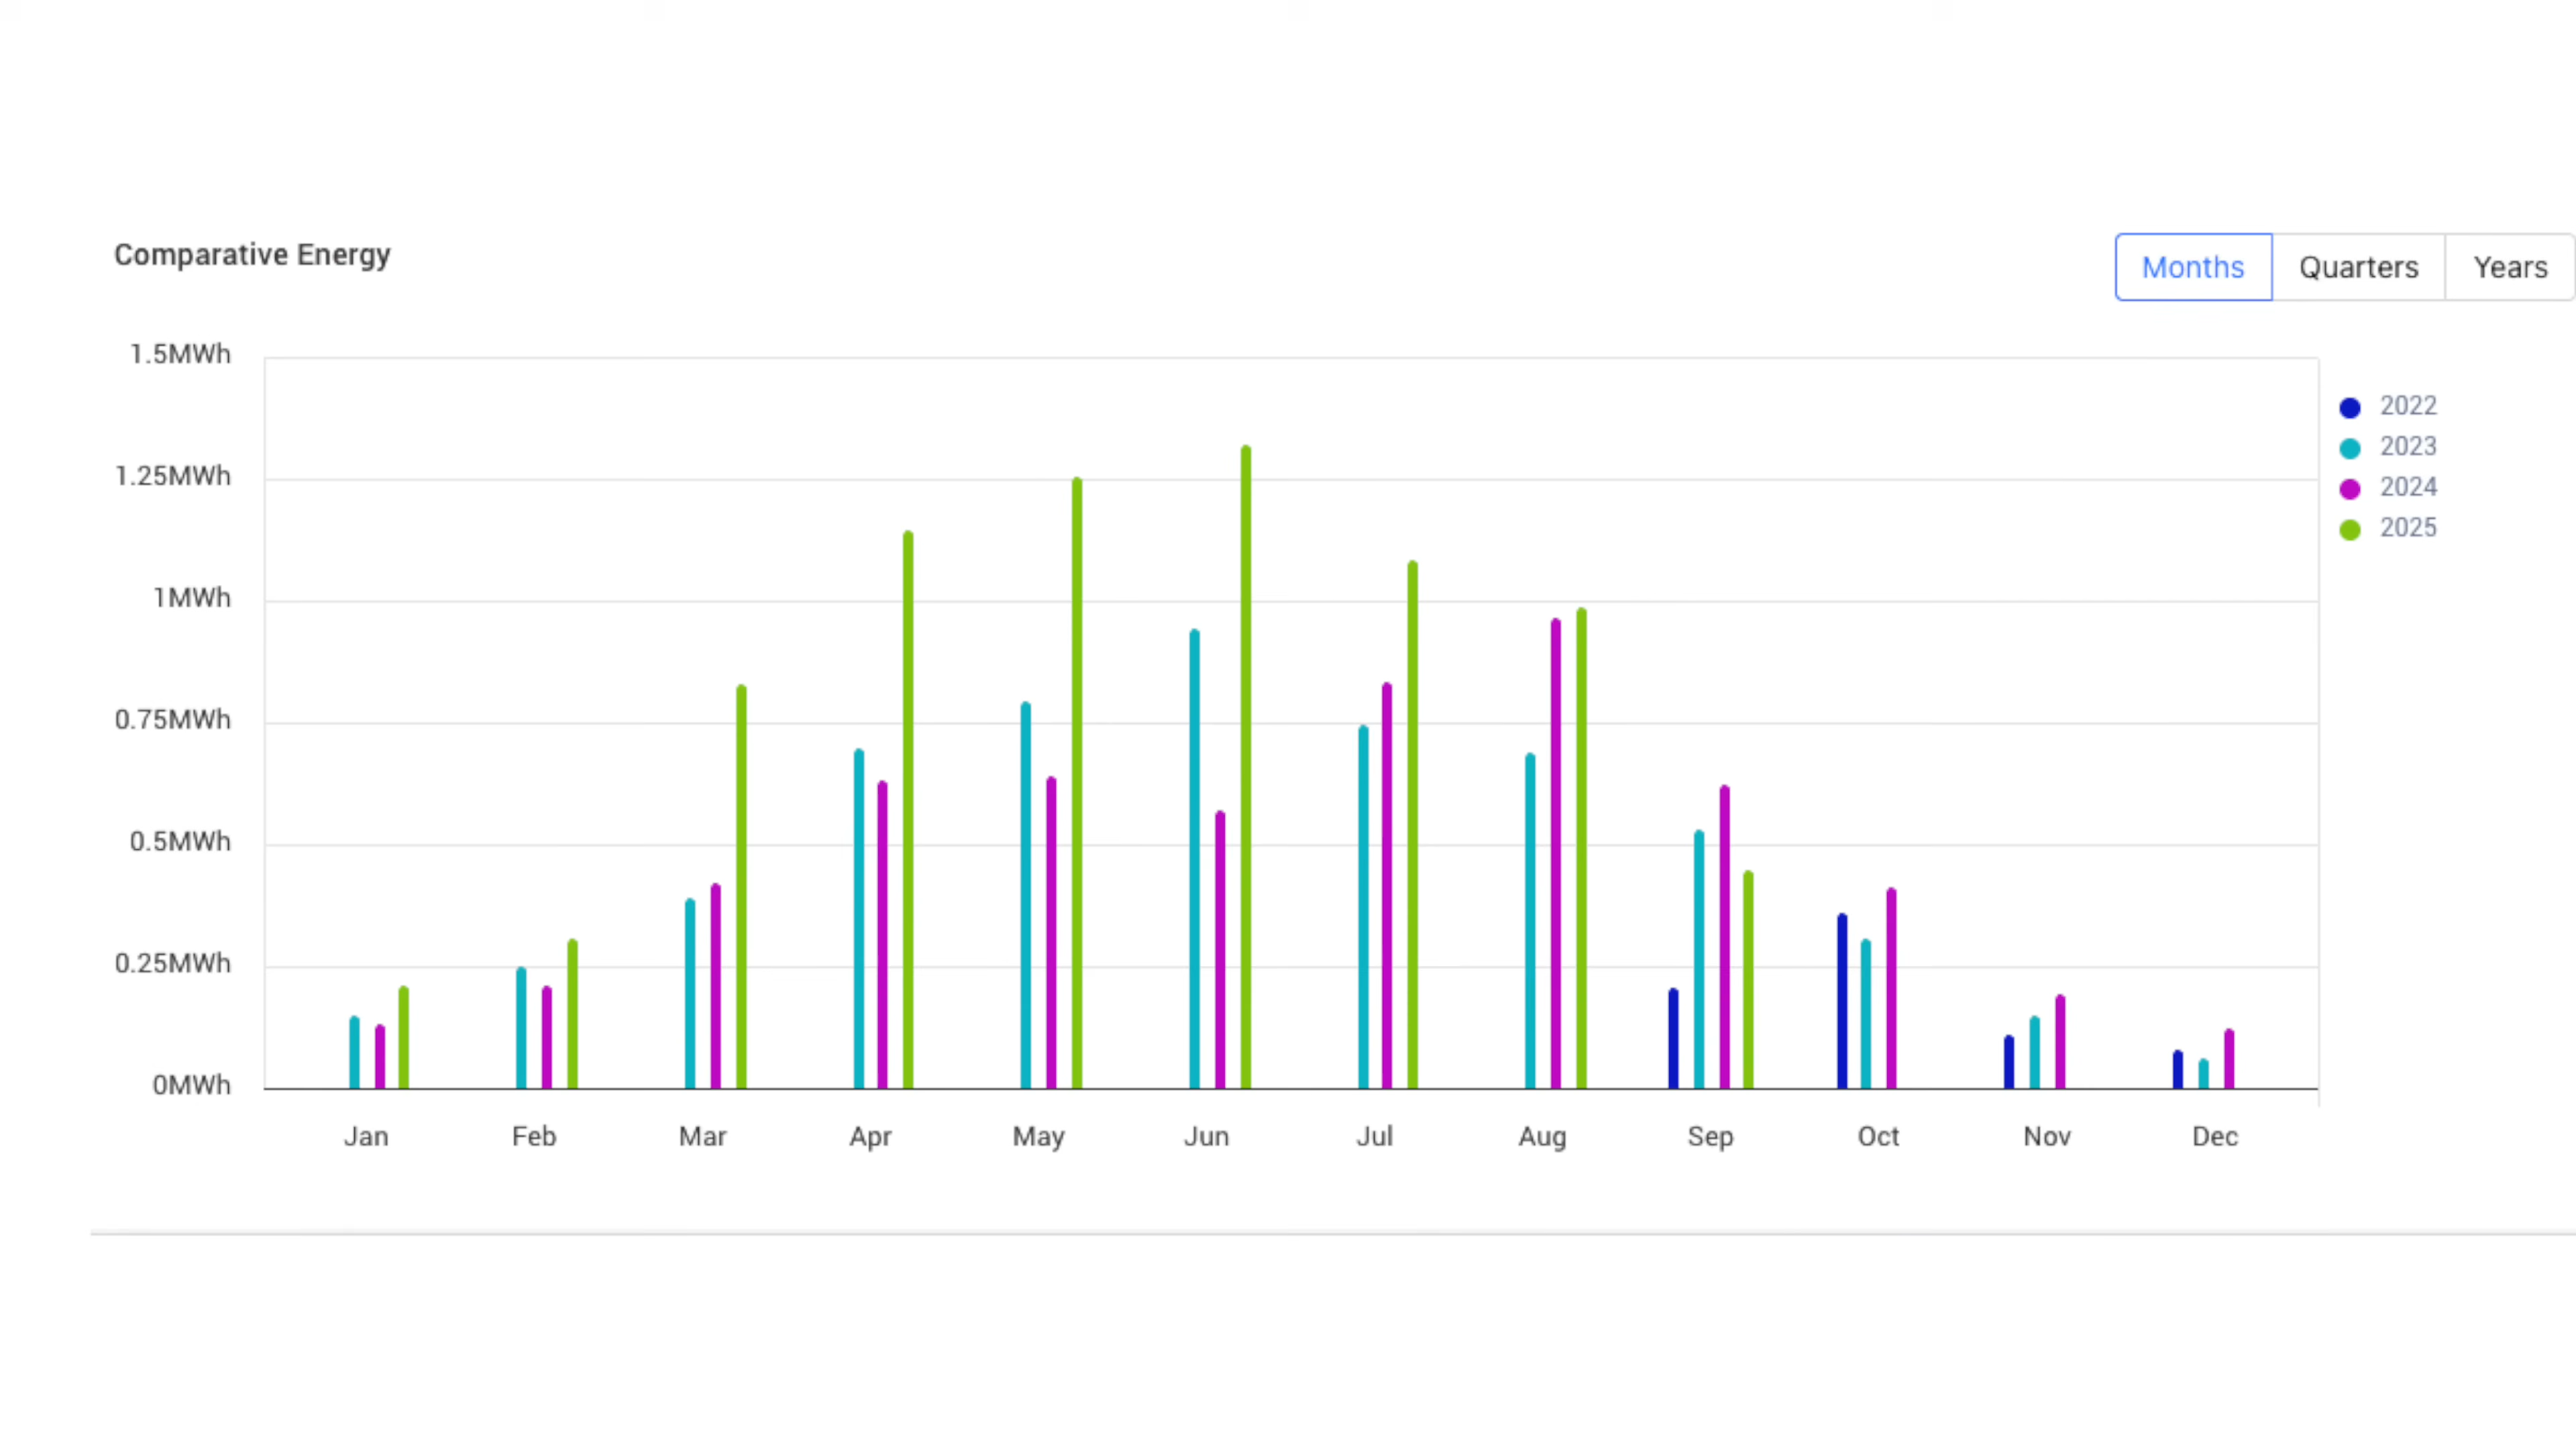 Comparative Energy
Months Quarters Years
1.5MWh
1.25MWh
1MWh
0.75MWh
0.5MWh
0.25MWh
0MWh
Jan Feb Mar Apr May Jun Jul Aug Sep Oct Nov Dec
2022
2023
2024
2025